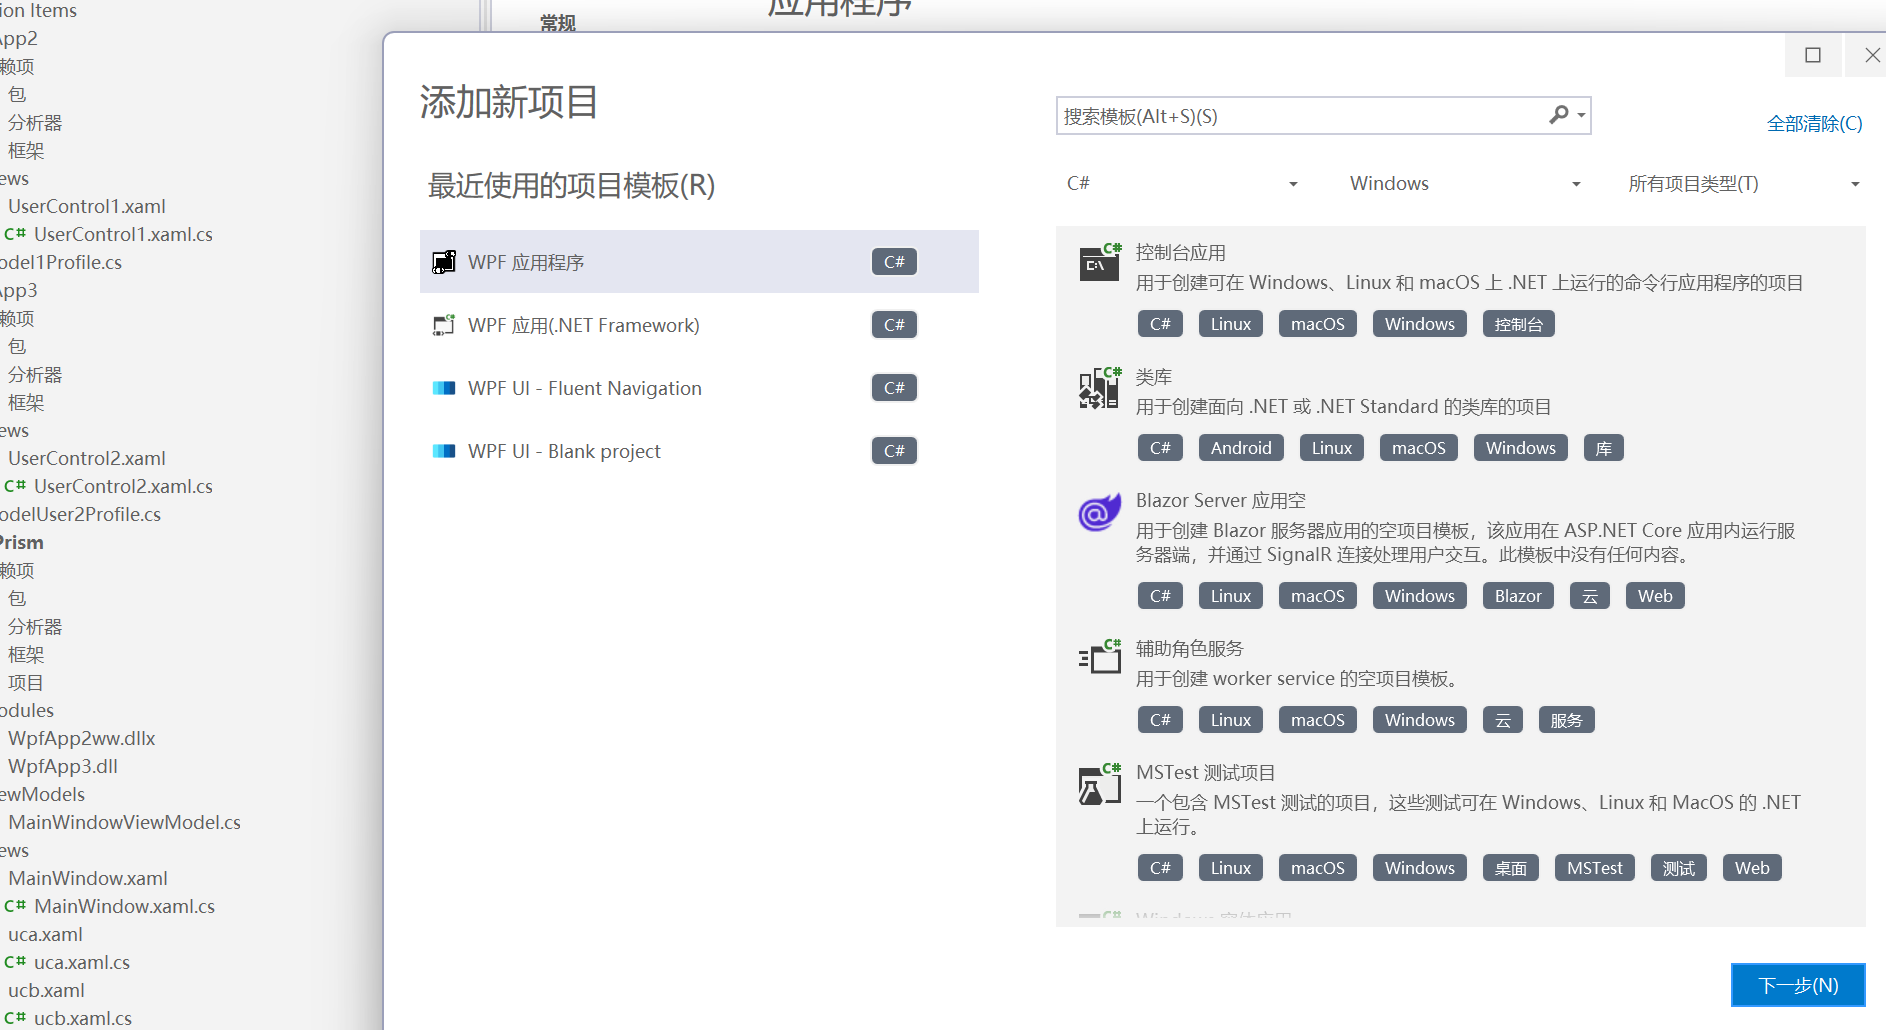 ion Items
App2
赖项
包
分析器
框架
ews
UserControl1.xaml
C# UserControl1.xaml.cs
odel1Profile.cs
App3
赖项
包
分析器
框架
ews
UserControl2.xaml
C# UserControl2.xaml.cs
odelUser2Profile.cs
Prism
赖项
包
分析器
框架
项目
odules
WpfApp2ww.dllx
WpfApp3.dll
ewModels
MainWindowViewModel.cs
ews
MainWindow.xaml
C# MainWindow.xaml.cs
uca.xaml
C# uca.xaml.cs
ucb.xaml
C# ucb.xaml.cs
常规
应用程序
添加新项目
搜索模板(Alt+S)(S)
全部清除(C)
最近使用的项目模板(R)
C# Windows 所有项目类型(T)
WPF 应用程序 C#
WPF 应用(.NET Framework) C#
WPF UI - Fluent Navigation C#
WPF UI - Blank project C#
控制台应用
用于创建可在 Windows、Linux 和 macOS 上 .NET 上运行的命令行应用程序的项目
C# Linux macOS Windows 控制台
类库
用于创建面向 .NET 或 .NET Standard 的类库的项目
C# Android Linux macOS Windows 库
Blazor Server 应用空
用于创建 Blazor 服务器应用的空项目模板，该应用在 ASP.NET Core 应用内运行服
务器端，并通过 SignalR 连接处理用户交互。此模板中没有任何内容。
C# Linux macOS Windows Blazor 云 Web
辅助角色服务
用于创建 worker service 的空项目模板。
C# Linux macOS Windows 云 服务
MSTest 测试项目
一个包含 MSTest 测试的项目，这些测试可在 Windows、Linux 和 MacOS 的 .NET
上运行。
C# Linux macOS Windows 桌面 MSTest 测试 Web
Windows 窗体应用
下一步(N)